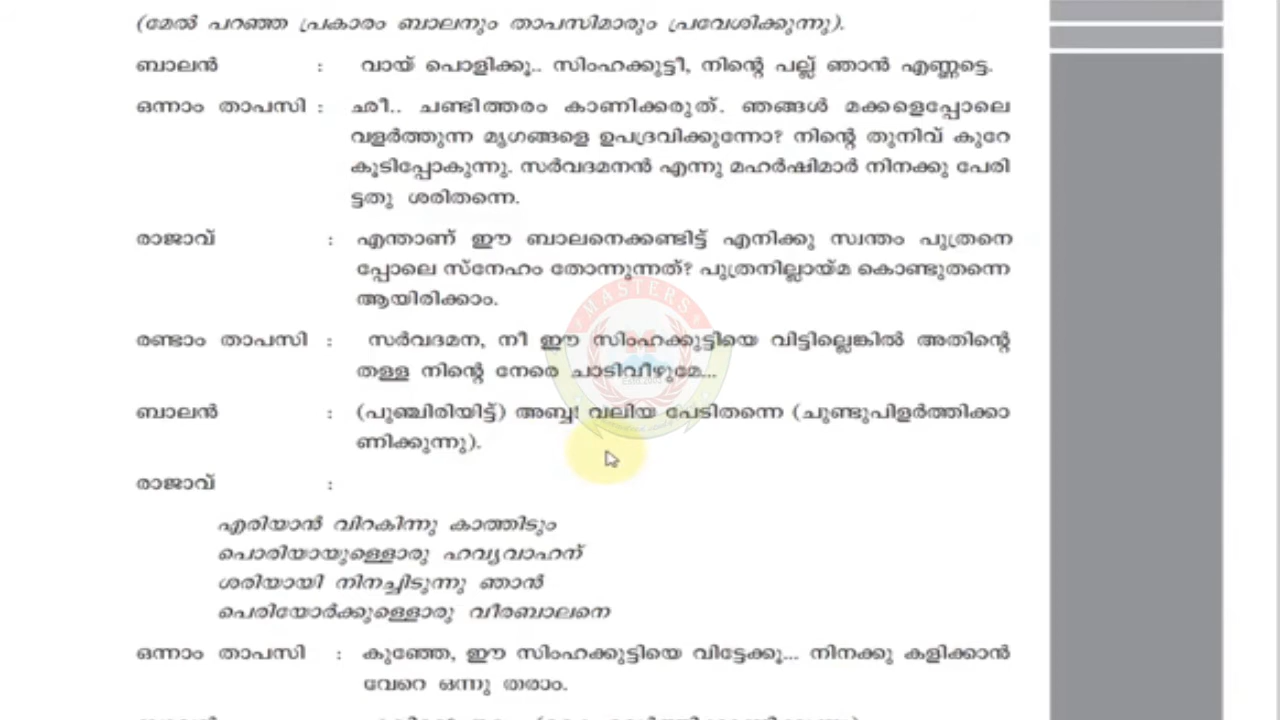 (മേൽ പറഞ്ഞ പ്രകാരം ബാലനും താപസിമാരും പ്രവേശിക്കുന്നു).
ബാലൻ : വായ് പൊളിക്കൂ.. സിംഹക്കുട്ടീ, നിന്റെ പല്ല് ഞാൻ എണ്ണട്ടെ.
ഒന്നാം താപസി : ഛീ.. ചണ്ടിത്തരം കാണിക്കരുത്. ഞങ്ങൾ മക്കളെപ്പോലെ
വളർത്തുന്ന മൃഗങ്ങളെ ഉപദ്രവിക്കുന്നോ? നിന്റെ തുനിവ് കുറേ
കൂടിപ്പോകുന്നു. സർവദമനൻ എന്നു മഹർഷിമാർ നിനക്കു പേരി
ട്ടതു ശരിതന്നെ.
രാജാവ് : എന്താണ് ഈ ബാലനെക്കണ്ടിട്ട് എനിക്കു സ്വന്തം പുത്രനെ
പ്പോലെ സ്നേഹം തോന്നുന്നത്? പുത്രനില്ലായ്മ കൊണ്ടുതന്നെ
ആയിരിക്കാം.
രണ്ടാം താപസി : സർവദമന, നീ ഈ സിംഹക്കുട്ടിയെ വിട്ടില്ലെങ്കിൽ അതിന്റെ
തള്ള നിന്റെ നേരെ ചാടിവീഴുമേ...
ബാലൻ : (പുഞ്ചിരിയിട്ട്) അബ്ബ! വലിയ പേടിതന്നെ (ചുണ്ടുപിളർത്തിക്കാ
ണിക്കുന്നു).
രാജാവ് :
എരിയാൻ വിറകിന്നു കാത്തിടും
പൊരിയായുള്ളൊരു ഹവ്യവാഹന്
ശരിയായി നിനച്ചിടുന്നു ഞാൻ
പെരിയോർക്കുള്ളൊരു വീരബാലനെ
ഒന്നാം താപസി : കുഞ്ഞേ, ഈ സിംഹക്കുട്ടിയെ വിട്ടേക്കൂ... നിനക്കു കളിക്കാൻ
വേറെ ഒന്നു തരാം.
MASTERS